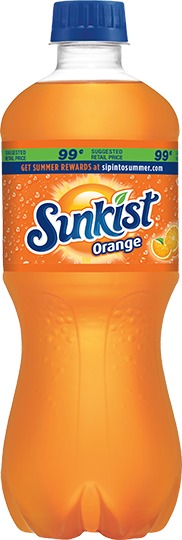 SUGGESTED RETAIL PRICE 99¢ SUGGESTED RETAIL PRICE 99¢
GET SUMMER REWARDS at sipintosummer.com
Sunkist
Orange